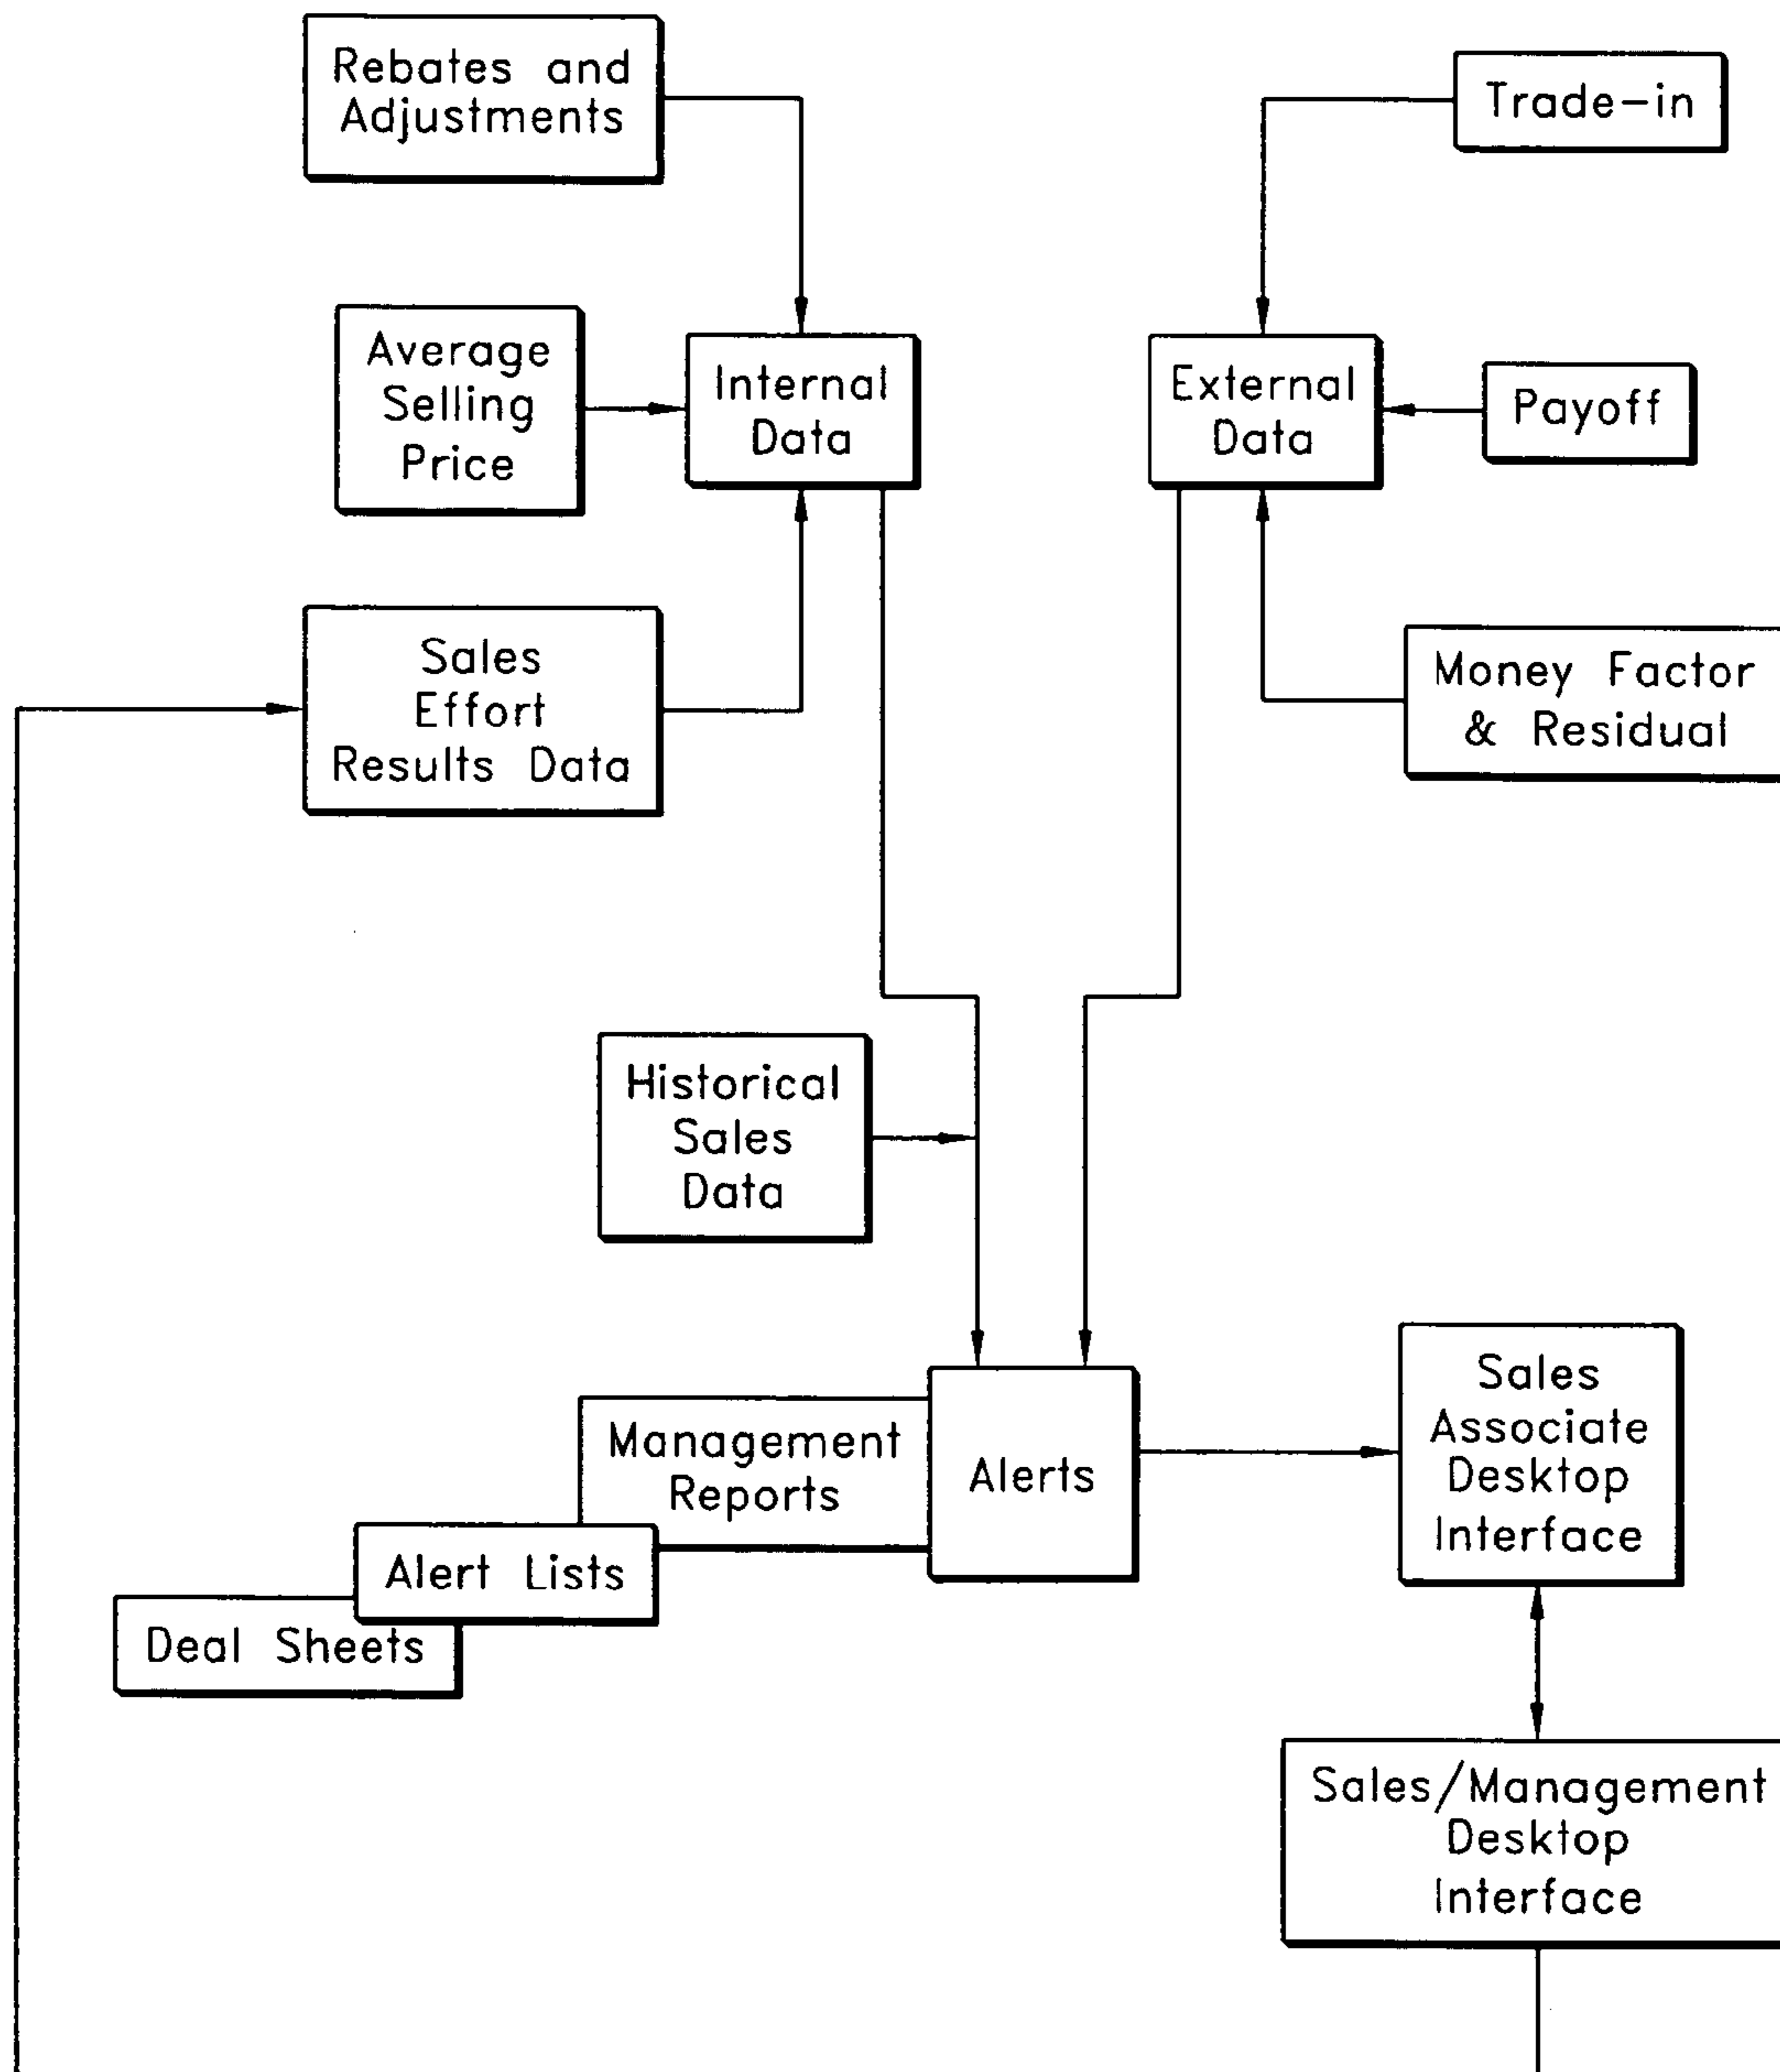 Rebates and
Adjustments
Trade-in
Average
Selling
Price
Internal
Data
External
Data
Payoff
Sales
Effort
Results Data
Money Factor
& Residual
Historical
Sales
Data
Management
Reports
Alerts
Sales
Associate
Desktop
Interface
Alert Lists
Deal Sheets
Sales/Management
Desktop
Interface